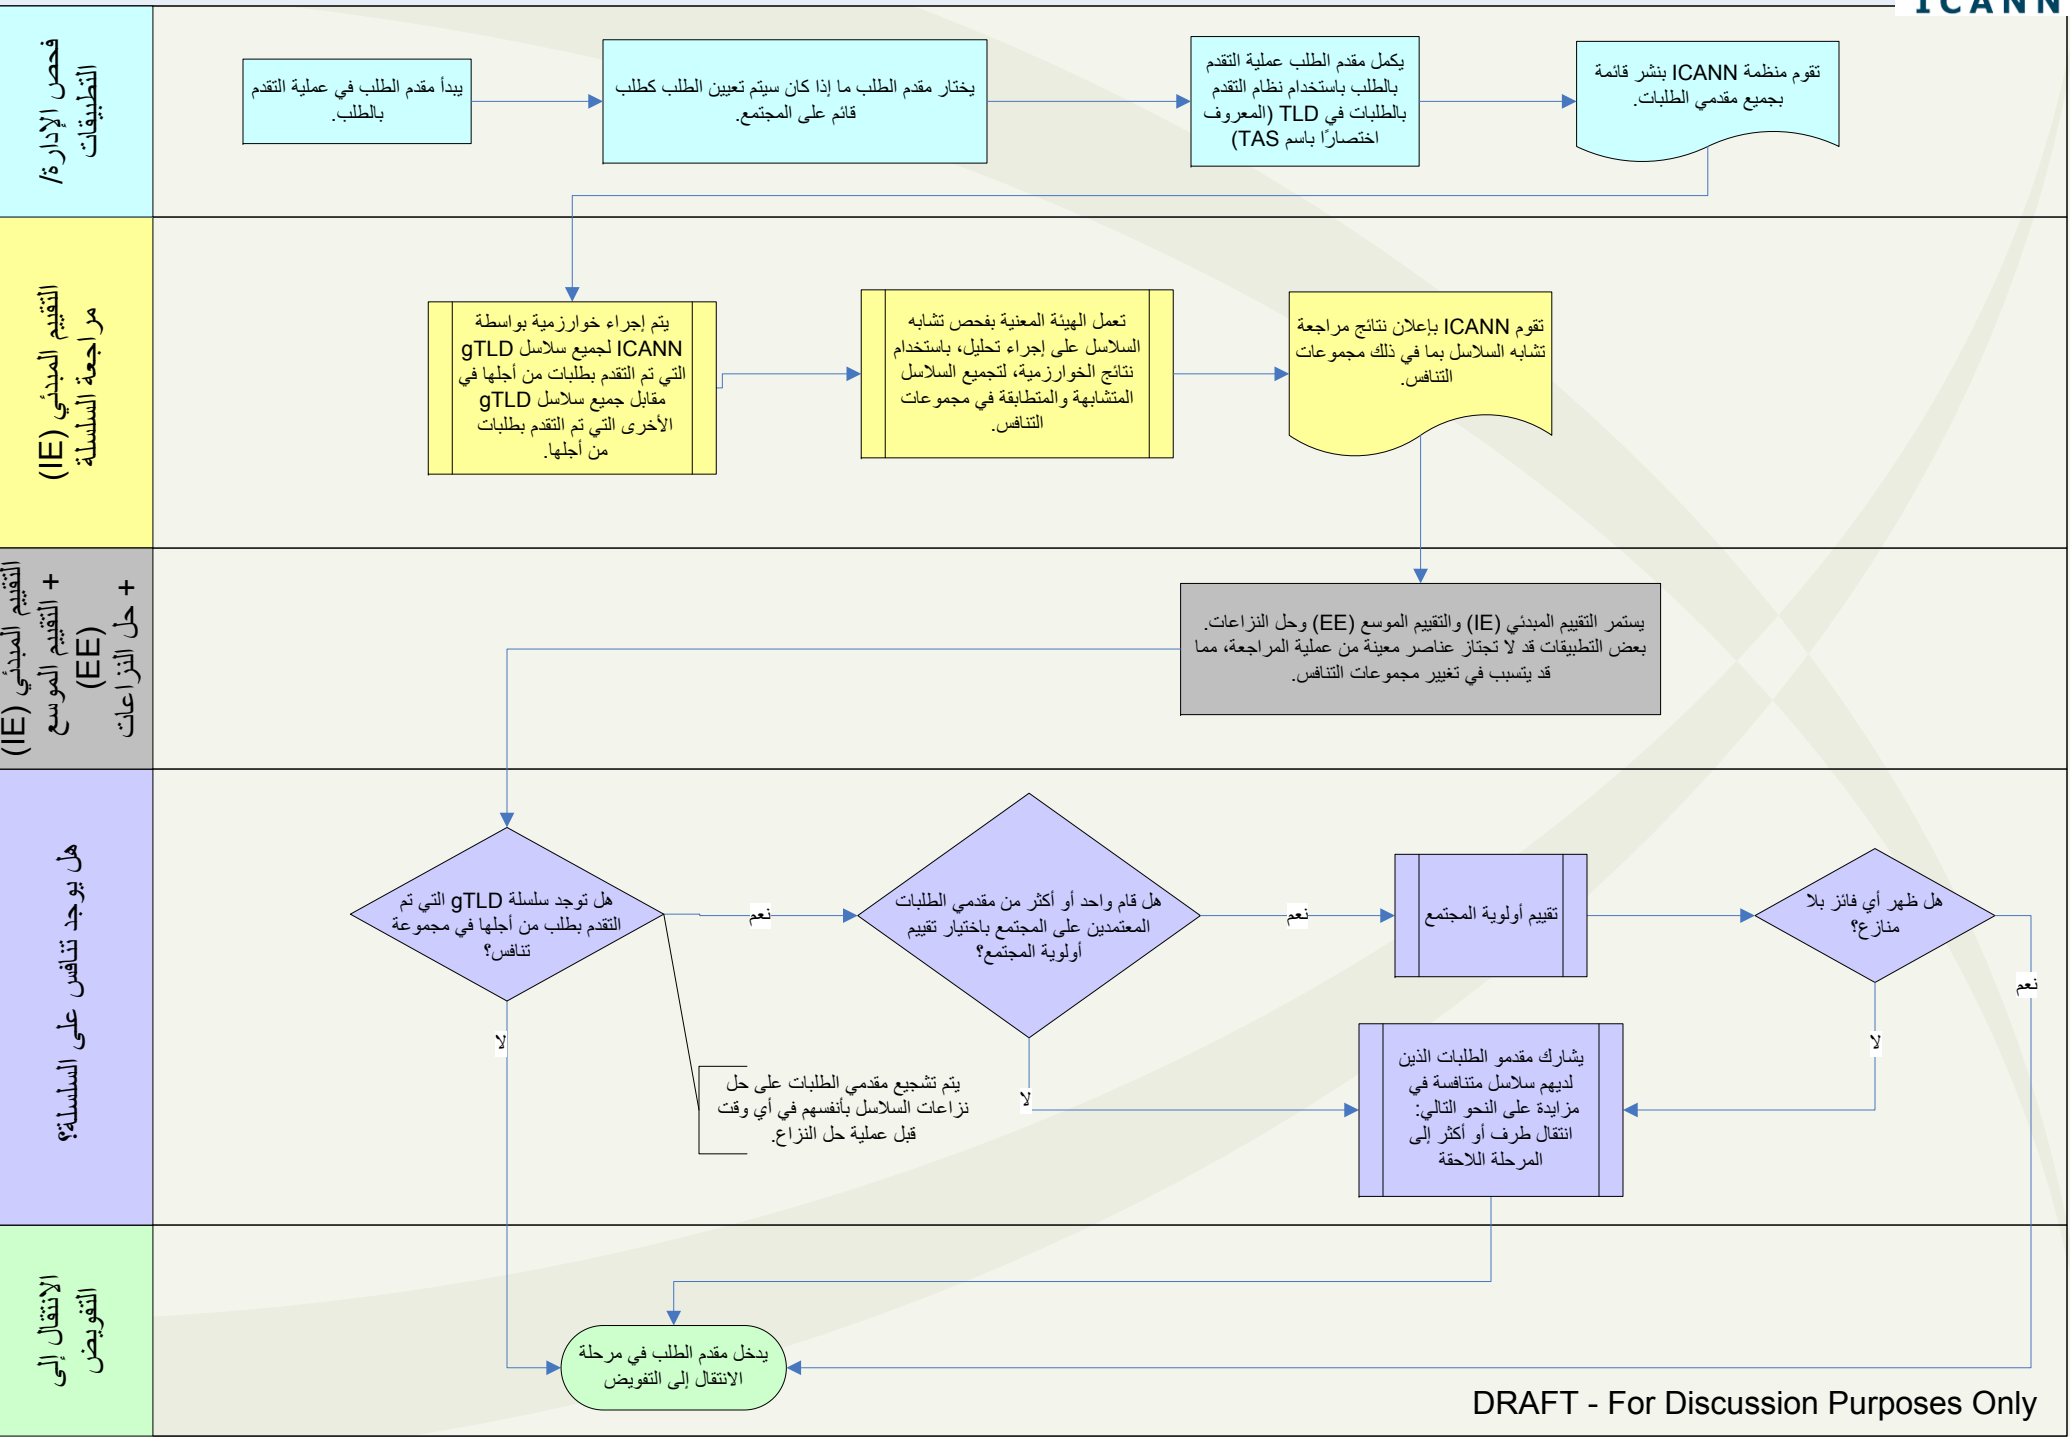 ICANN
فحص الإدارة/
التطبيقات
يبدأ مقدم الطلب في عملية التقدم
بالطلب.
يختار مقدم الطلب ما إذا كان سيتم تعيين الطلب كطلب
قائم على المجتمع.
يكمل مقدم الطلب عملية التقدم
بالطلب باستخدام نظام التقدم
بالطلبات في TLD (المعروف
اختصارًا باسم TAS)
تقوم منظمة ICANN بنشر قائمة
بجميع مقدمي الطلبات.
التقييم المبدئي (IE)
مراجعة السلسلة
يتم إجراء خوارزمية بواسطة
ICANN لجميع سلاسل gTLD
التي تم التقدم بطلبات من أجلها في
مقابل جميع سلاسل gTLD
الأخرى التي تم التقدم بطلبات
من أجلها.
تعمل الهيئة المعنية بفحص تشابه
السلاسل على إجراء تحليل، باستخدام
نتائج الخوارزمية، لتجميع السلاسل
المتشابهة والمتطابقة في مجموعات
التنافس.
تقوم ICANN بإعلان نتائج مراجعة
تشابه السلاسل بما في ذلك مجموعات
التنافس.
التقييم المبدئي (IE)
+ التقييم الموسع
(EE)
+ حل النزاعات
يستمر التقييم المبدئي (IE) والتقييم الموسع (EE) وحل النزاعات.
بعض التطبيقات قد لا تجتاز عناصر معينة من عملية المراجعة، مما
قد يتسبب في تغيير مجموعات التنافس.
هل يوجد تنافس على السلسلة؟
هل توجد سلسلة gTLD التي تم
التقدم بطلب من أجلها في مجموعة
تنافس؟
نعم
هل قام واحد أو أكثر من مقدمي الطلبات
المعتمدين على المجتمع باختيار تقييم
أولوية المجتمع؟
نعم
تقييم أولوية المجتمع
هل ظهر أي فائز بلا
منازع؟
نعم
لا
لا
لا
يتم تشجيع مقدمي الطلبات على حل
نزاعات السلاسل بأنفسهم في أي وقت
قبل عملية حل النزاع.
يشارك مقدمو الطلبات الذين
لديهم سلاسل متنافسة في
مزايدة على النحو التالي:
انتقال طرف أو أكثر إلى
المرحلة اللاحقة
الانتقال إلى
التفويض
يدخل مقدم الطلب في مرحلة
الانتقال إلى التفويض
DRAFT - For Discussion Purposes Only